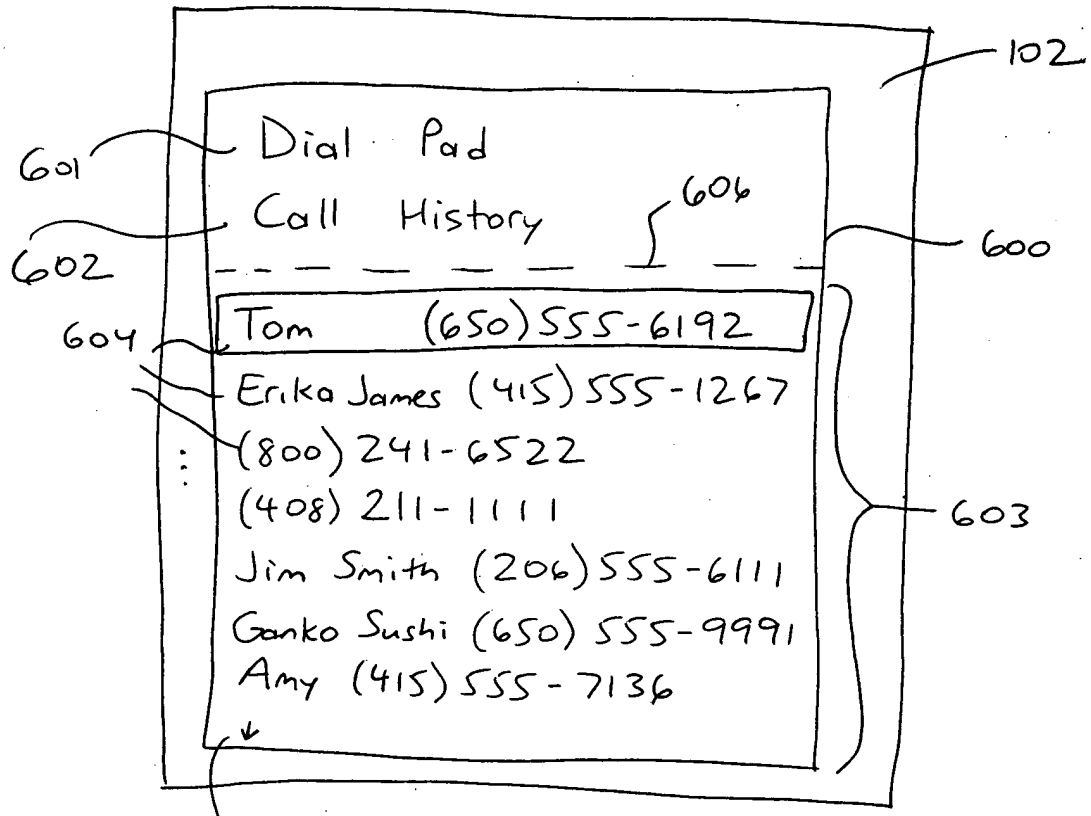 102
601
Dial Pad
606
Call History
602
600
Tom (650) 555-6192
604
Erika James (415) 555-1267
(800) 241-6522
(408) 211-1111
603
Jim Smith (206) 555-6111
Ganko Sushi (650) 555-9991
Amy (415) 555-7136